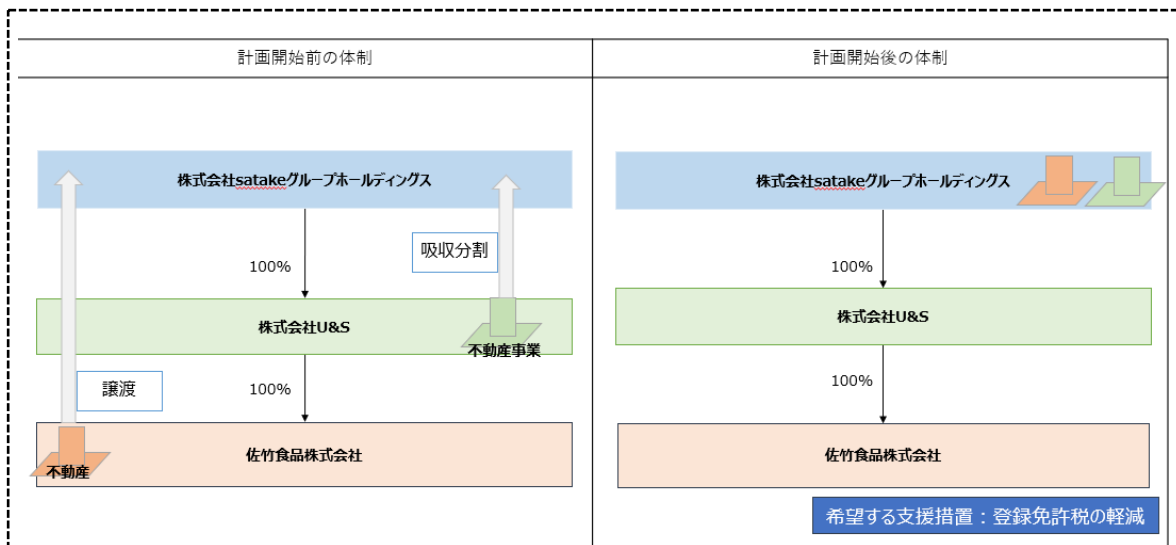 計画開始前の体制
株式会社satakeグループホールディングス
吸収分割
100%
株式会社U&S
不動産事業
譲渡
100%
佐竹食品株式会社
不動産
計画開始後の体制
株式会社satakeグループホールディングス
100%
株式会社U&S
100%
佐竹食品株式会社
希望する支援措置：登録免許税の軽減